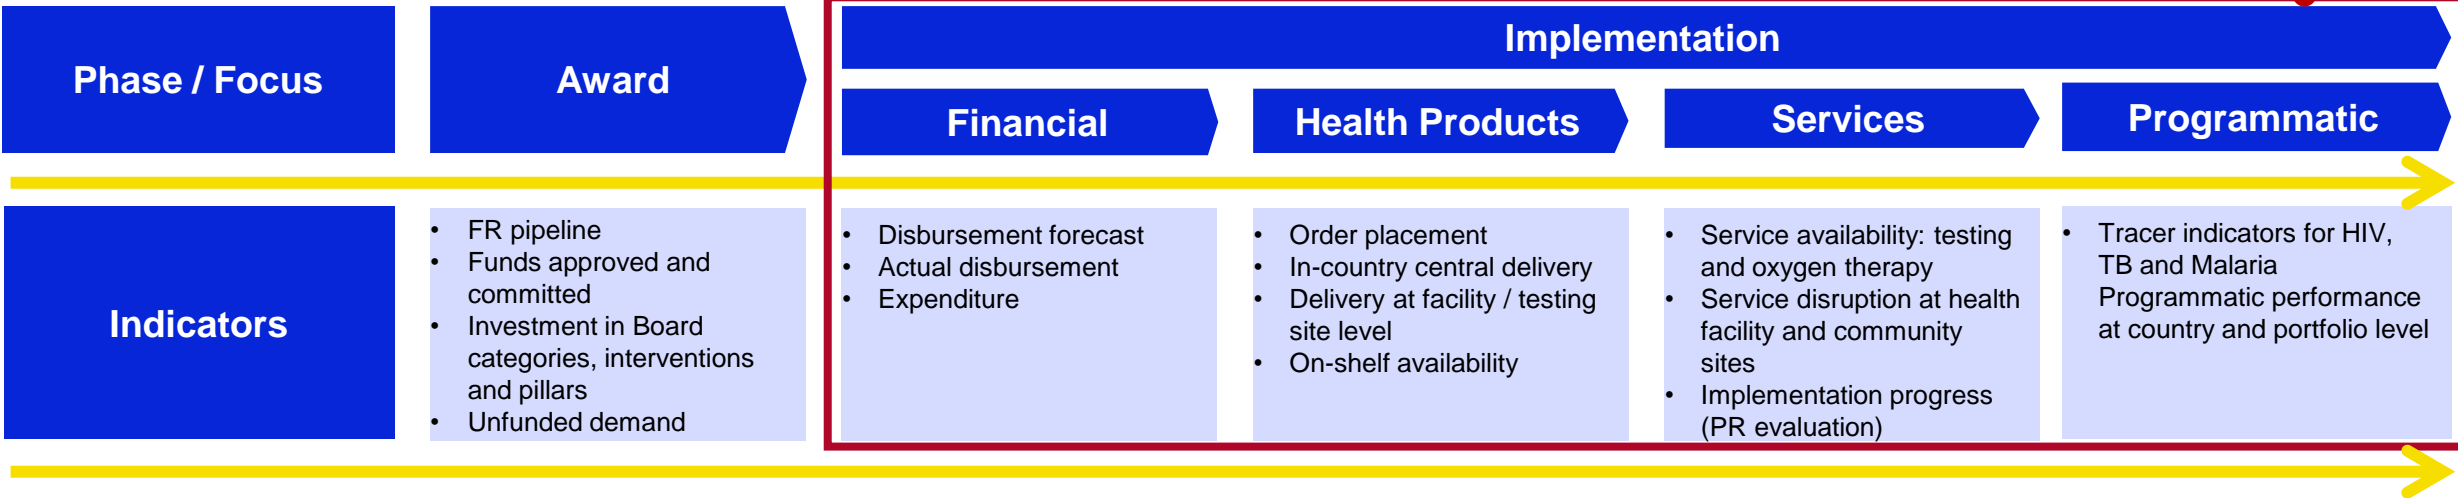 Phase / Focus
Award
Implementation
Financial
Health Products
Services
Programmatic
Indicators
• FR pipeline
• Funds approved and
committed
• Investment in Board
categories, interventions
and pillars
• Unfunded demand
• Disbursement forecast
• Actual disbursement
• Expenditure
• Order placement
• In-country central delivery
• Delivery at facility / testing
site level
• On-shelf availability
• Service availability: testing
and oxygen therapy
• Service disruption at health
facility and community
sites
• Implementation progress
(PR evaluation)
• Tracer indicators for HIV,
TB and Malaria
Programmatic performance
at country and portfolio level